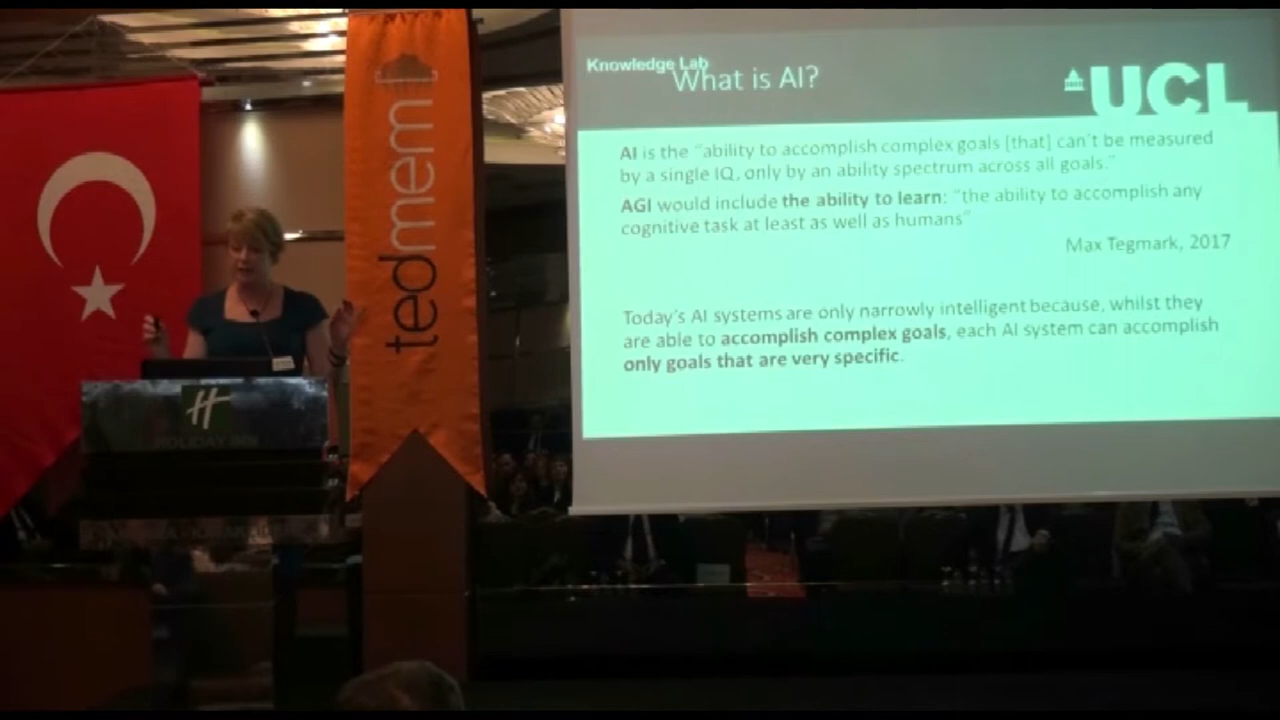 Knowledge Lab
What is AI?
UCL
AI is the "ability to accomplish complex goals [that] can't be measured
by a single IQ, only by an ability spectrum across all goals."
AGI would include the ability to learn: "the ability to accomplish any
cognitive task at least as well as humans"
Max Tegmark, 2017
Today's AI systems are only narrowly intelligent because, whilst they
are able to accomplish complex goals, each AI system can accomplish
only goals that are very specific.
tedmem
H
HOLIDAY INN